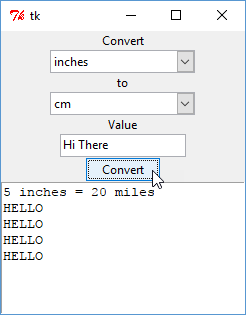 tk
Convert
inches
to
cm
Value
Hi There
Convert
5 inches = 20 miles
HELLO
HELLO
HELLO
HELLO